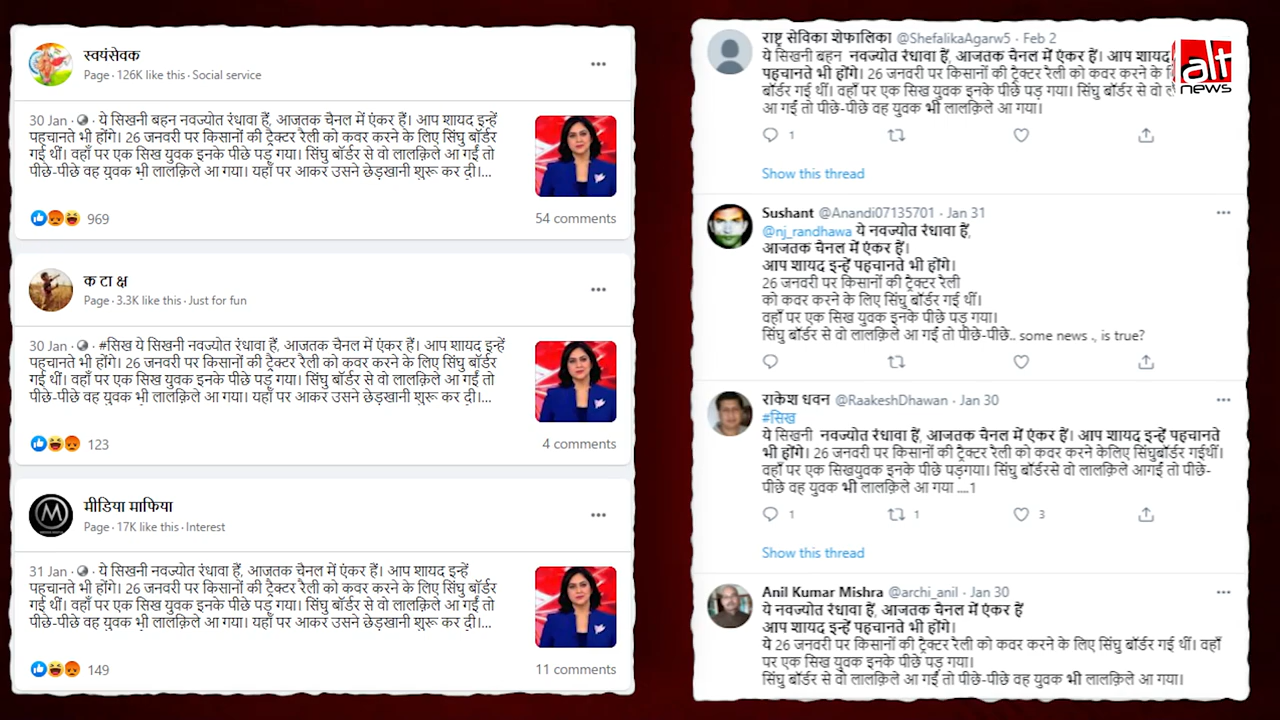 स्वयंसेवक
Page · 126K like this · Social service
30 Jan · ये सिखनी बहन नवज्योत रंधावा हैं, आजतक चैनल में एंकर हैं। आप शायद इन्हें
पहचानते भी होंगे। 26 जनवरी पर किसानों की ट्रैक्टर रैली को कवर करने के लिए सिंघु बॉर्डर
गई थीं। वहाँ पर एक सिख युवक इनके पीछे पड़ गया। सिंघु बॉर्डर से वो लालक़िले आ गईं तो
पीछे-पीछे वह युवक भी लालक़िले आ गया। यहाँ पर आकर उसने छेड़खानी शुरू कर दी।...
969
54 comments
क टा क्ष
Page · 3.3K like this · Just for fun
30 Jan · #सिख ये सिखनी नवज्योत रंधावा हैं, आजतक चैनल में एंकर हैं। आप शायद इन्हें
पहचानते भी होंगे। 26 जनवरी पर किसानों की ट्रैक्टर रैली को कवर करने के लिए सिंघु बॉर्डर
गई थीं। वहाँ पर एक सिख युवक इनके पीछे पड़ गया। सिंघु बॉर्डर से वो लालक़िले आ गईं तो
पीछे-पीछे वह युवक भी लालक़िले आ गया। यहाँ पर आकर उसने छेड़खानी शुरू कर दी।...
123
4 comments
मीडिया माफिया
Page · 17K like this · Interest
31 Jan · ये सिखनी नवज्योत रंधावा हैं, आजतक चैनल में एंकर हैं। आप शायद इन्हें
पहचानते भी होंगे। 26 जनवरी पर किसानों की ट्रैक्टर रैली को कवर करने के लिए सिंघु बॉर्डर
गई थीं। वहाँ पर एक सिख युवक इनके पीछे पड़ गया। सिंघु बॉर्डर से वो लालक़िले आ गईं तो
पीछे-पीछे वह युवक भी लालक़िले आ गया। यहाँ पर आकर उसने छेड़खानी शुरू कर दी।...
149
11 comments
राष्ट्र सेविका शेफालिका @ShefalikaAgarw5 · Feb 2
ये सिखनी बहन नवज्योत रंधावा हैं, आजतक चैनल में एंकर हैं। आप शायद
पहचानते भी होंगे। 26 जनवरी पर किसानों की ट्रैक्टर रैली को कवर करने के
बॉर्डर गई थीं। वहाँ पर एक सिख युवक इनके पीछे पड़ गया। सिंघु बॉर्डर से वो
आ गईं तो पीछे-पीछे वह युवक भी लालक़िले आ गया।
1
Show this thread
alt
news
Sushant @Anandi07135701 · Jan 31
@nj_randhawa ये नवज्योत रंधावा हैं,
आजतक चैनल में एंकर हैं।
आप शायद इन्हें पहचानते भी होंगे।
26 जनवरी पर किसानों की ट्रैक्टर रैली
को कवर करने के लिए सिंघु बॉर्डर गई थीं।
वहाँ पर एक सिख युवक इनके पीछे पड़ गया।
सिंघु बॉर्डर से वो लालक़िले आ गईं तो पीछे-पीछे.. some news ., is true?
राकेश धवन @RaakeshDhawan · Jan 30
#सिख
ये सिखनी नवज्योत रंधावा हैं, आजतक चैनल में एंकर हैं। आप शायद इन्हें पहचानते
भी होंगे। 26 जनवरी पर किसानों की ट्रैक्टर रैली को कवर करने केलिए सिंघुबॉर्डर गईथीं।
वहाँ पर एक सिखयुवक इनके पीछे पड़गया। सिंघु बॉर्डरसे वो लालक़िले आगईं तो पीछे-
पीछे वह युवक भी लालक़िले आ गया ....1
1 1 3
Show this thread
Anil Kumar Mishra @archi_anil · Jan 30
ये नवज्योत रंधावा हैं, आजतक चैनल में एंकर हैं
आप शायद इन्हें पहचानते भी होंगे।
ये 26 जनवरी पर किसानों की ट्रैक्टर रैली को कवर करने के लिए सिंघु बॉर्डर गई थीं। वहाँ
पर एक सिख युवक इनके पीछे पड़ गया।
सिंघु बॉर्डर से वो लालक़िले आ गईं तो पीछे-पीछे वह युवक भी लालक़िले आ गया।